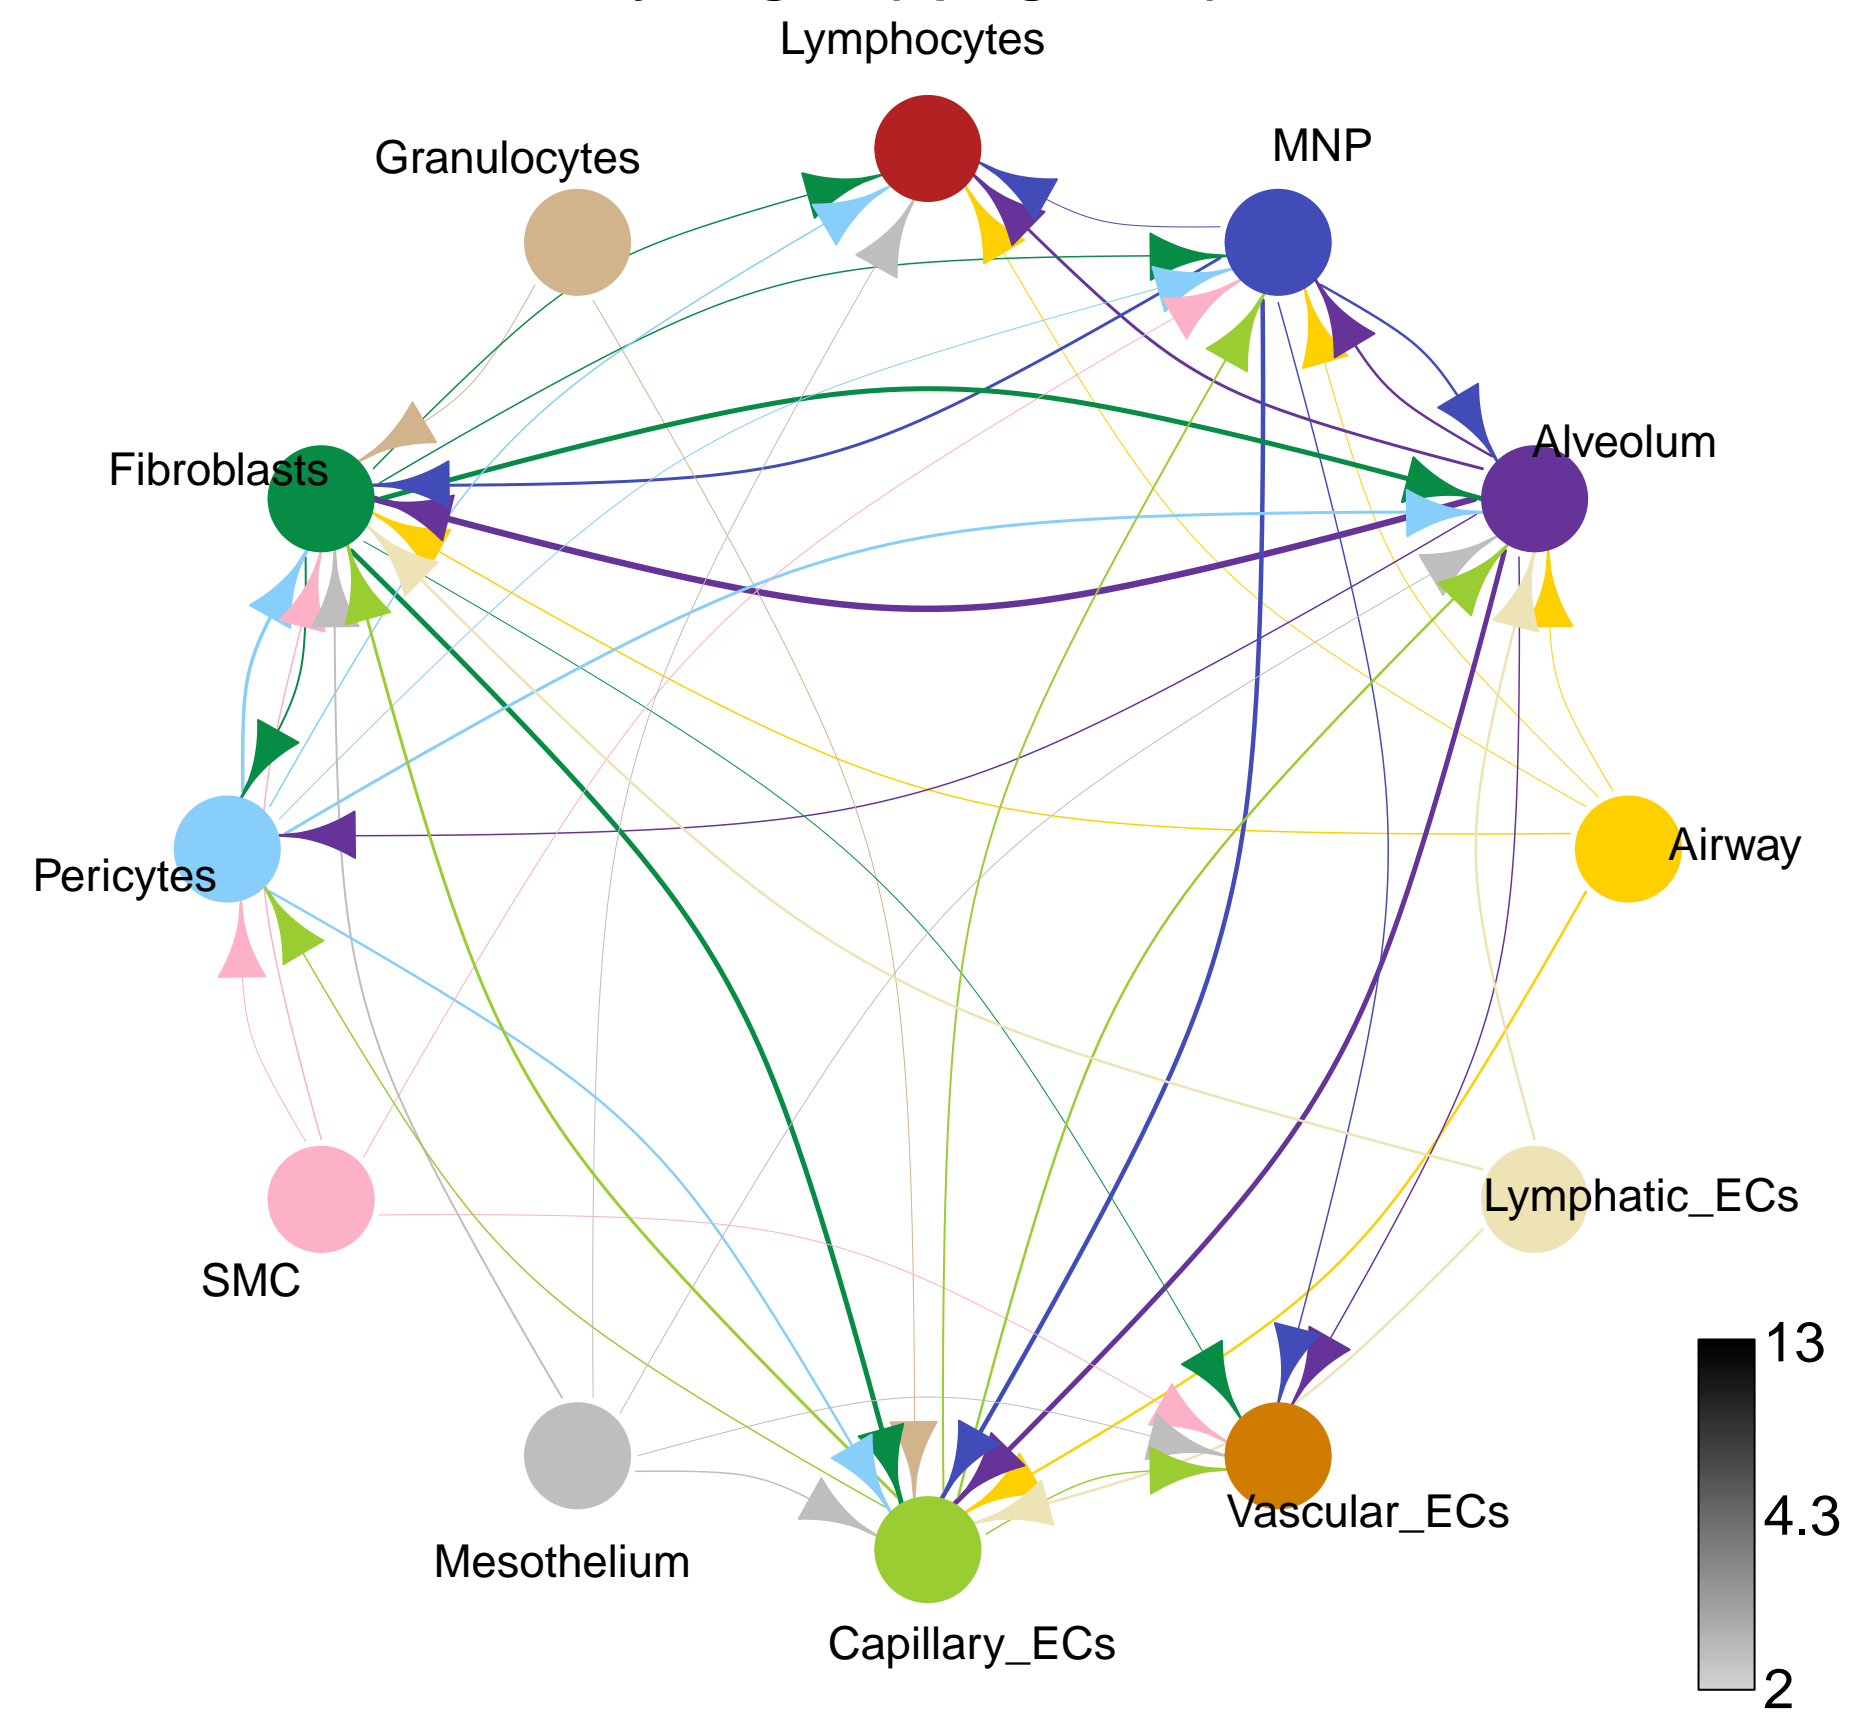 Lymphocytes
MNP
Granulocytes
Alveolum
Fibroblasts
Airway
Pericytes
Lymphatic_ECs
SMC
13
4.3
2
Vascular_ECs
Mesothelium
Capillary_ECs